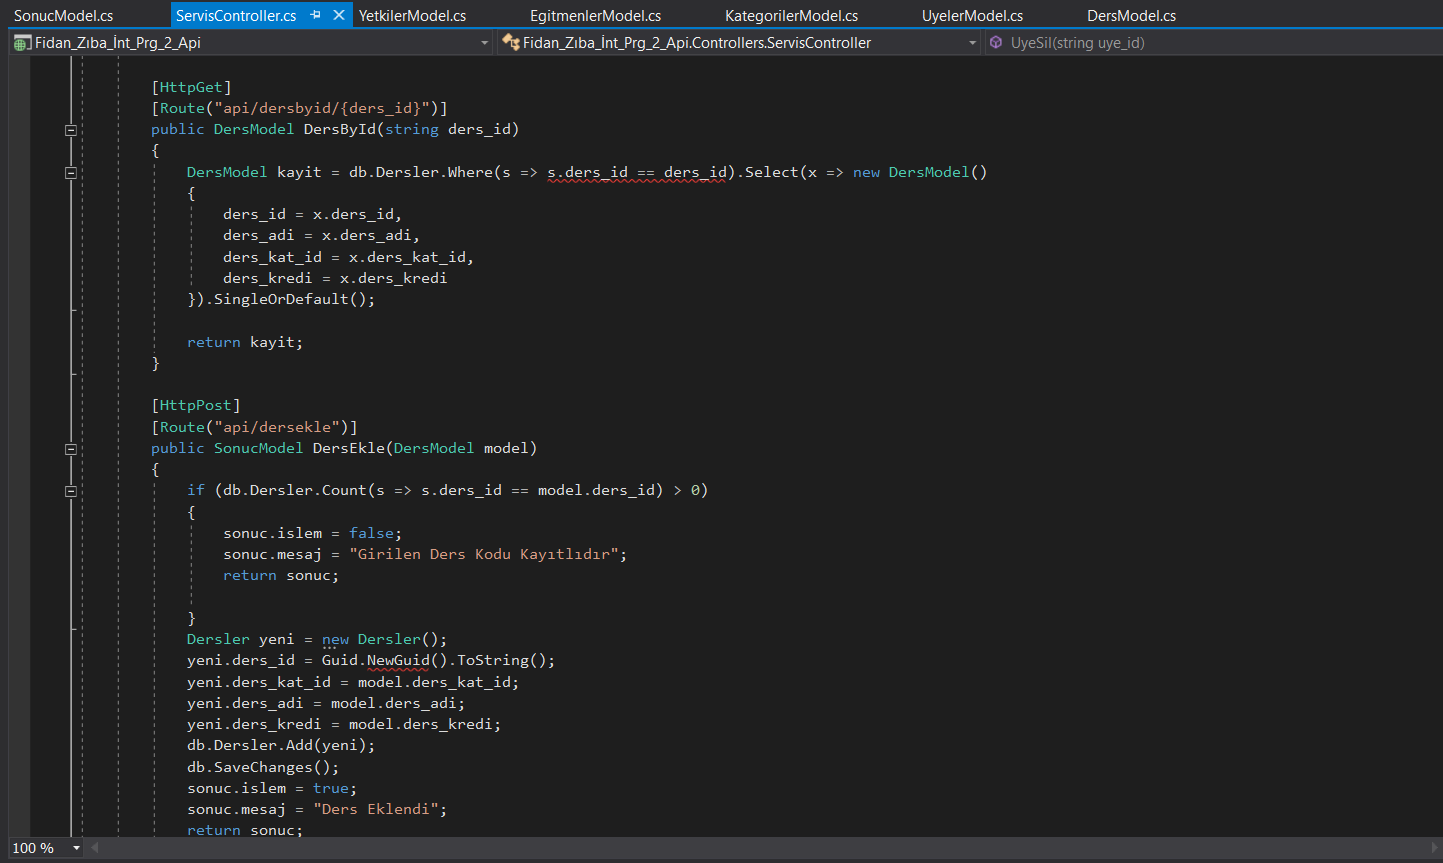 SonucModel.cs ServisController.cs YetkilerModel.cs EgitmenlerModel.cs KategorilerModel.cs UyelerModel.cs DersModel.cs
Fidan_Zıba_İnt_Prg_2_Api Fidan_Zıba_İnt_Prg_2_Api.Controllers.ServisController UyeSil(string uye_id)
[HttpGet]
[Route("api/dersbyid/{ders_id}")]
public DersModel DersById(string ders_id)
{
DersModel kayit = db.Dersler.Where(s => s.ders_id == ders_id).Select(x => new DersModel()
{
ders_id = x.ders_id,
ders_adi = x.ders_adi,
ders_kat_id = x.ders_kat_id,
ders_kredi = x.ders_kredi
}).SingleOrDefault();
return kayit;
}
[HttpPost]
[Route("api/dersekle")]
public SonucModel DersEkle(DersModel model)
{
if (db.Dersler.Count(s => s.ders_id == model.ders_id) > 0)
{
sonuc.islem = false;
sonuc.mesaj = "Girilen Ders Kodu Kayıtlıdır";
return sonuc;
}
Dersler yeni = new Dersler();
yeni.ders_id = Guid.NewGuid().ToString();
yeni.ders_kat_id = model.ders_kat_id;
yeni.ders_adi = model.ders_adi;
yeni.ders_kredi = model.ders_kredi;
db.Dersler.Add(yeni);
db.SaveChanges();
sonuc.islem = true;
sonuc.mesaj = "Ders Eklendi";
return sonuc;
100 %